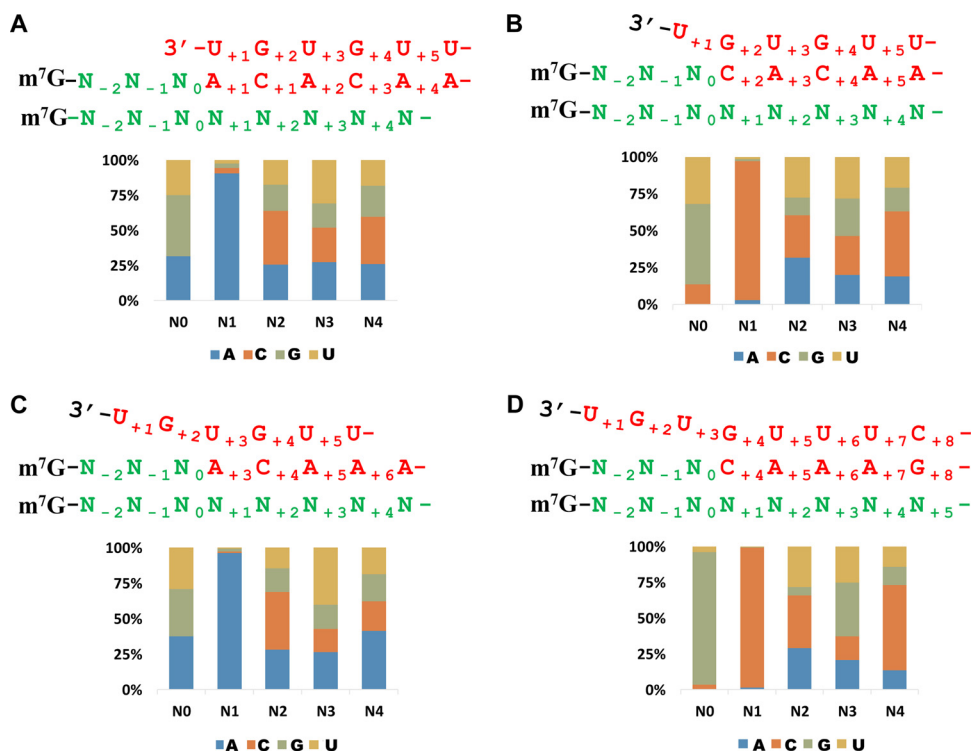 A
3′ -U+1G+2U+3G+4U+5U-
m⁷G-N-2N-1N0A+1C+1A+2C+3A+4A-
m⁷G-N-2N-1N0N+1N+2N+3N+4N-
100%
75%
50%
25%
0%
N0 N1 N2 N3 N4
A C G U
B
3′ -U+1G+2U+3G+4U+5U-
m⁷G-N-2N-1N0C+2A+3C+4A+5A-
m⁷G-N-2N-1N0N+1N+2N+3N+4N-
100%
75%
50%
25%
0%
N0 N1 N2 N3 N4
A C G U
C
3′ -U+1G+2U+3G+4U+5U-
m⁷G-N-2N-1N0A+3C+4A+5A+6A-
m⁷G-N-2N-1N0N+1N+2N+3N+4N-
100%
75%
50%
25%
0%
N0 N1 N2 N3 N4
A C G U
D
3′ -U+1G+2U+3G+4U+5U+6U+7C+8-
m⁷G-N-2N-1N0C+4A+5A+6A+7G+8-
m⁷G-N-2N-1N0N+1N+2N+3N+4N+5-
100%
75%
50%
25%
0%
N0 N1 N2 N3 N4
A C G U